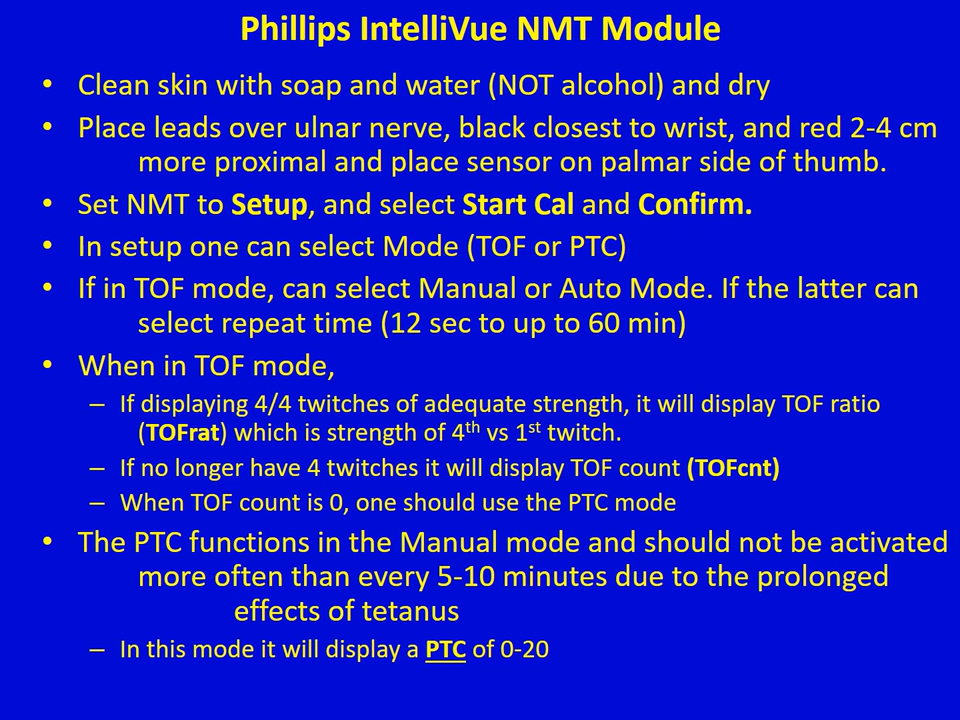 Phillips IntelliVue NMT Module
• Clean skin with soap and water (NOT alcohol) and dry
• Place leads over ulnar nerve, black closest to wrist, and red 2-4 cm
more proximal and place sensor on palmar side of thumb.
• Set NMT to Setup, and select Start Cal and Confirm.
• In setup one can select Mode (TOF or PTC)
• If in TOF mode, can select Manual or Auto Mode. If the latter can
select repeat time (12 sec to up to 60 min)
• When in TOF mode,
– If displaying 4/4 twitches of adequate strength, it will display TOF ratio
(TOFrat) which is strength of 4th vs 1st twitch.
– If no longer have 4 twitches it will display TOF count (TOFcnt)
– When TOF count is 0, one should use the PTC mode
• The PTC functions in the Manual mode and should not be activated
more often than every 5-10 minutes due to the prolonged
effects of tetanus
– In this mode it will display a PTC of 0-20